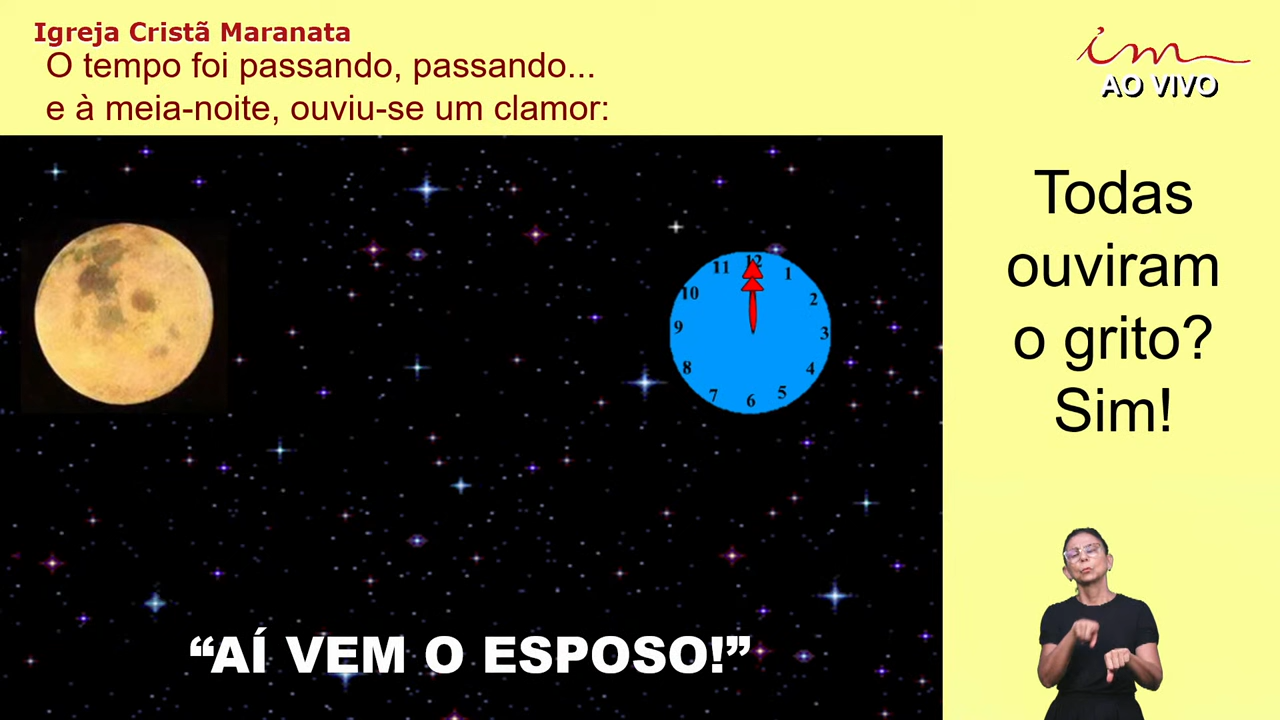 Igreja Cristã Maranata
O tempo foi passando, passando...
e à meia-noite, ouviu-se um clamor:
im
AO VIVO
Todas
ouviram
o grito?
Sim!
12
11
1
10
2
9
3
8
4
7
5
6
“AÍ VEM O ESPOSO!”